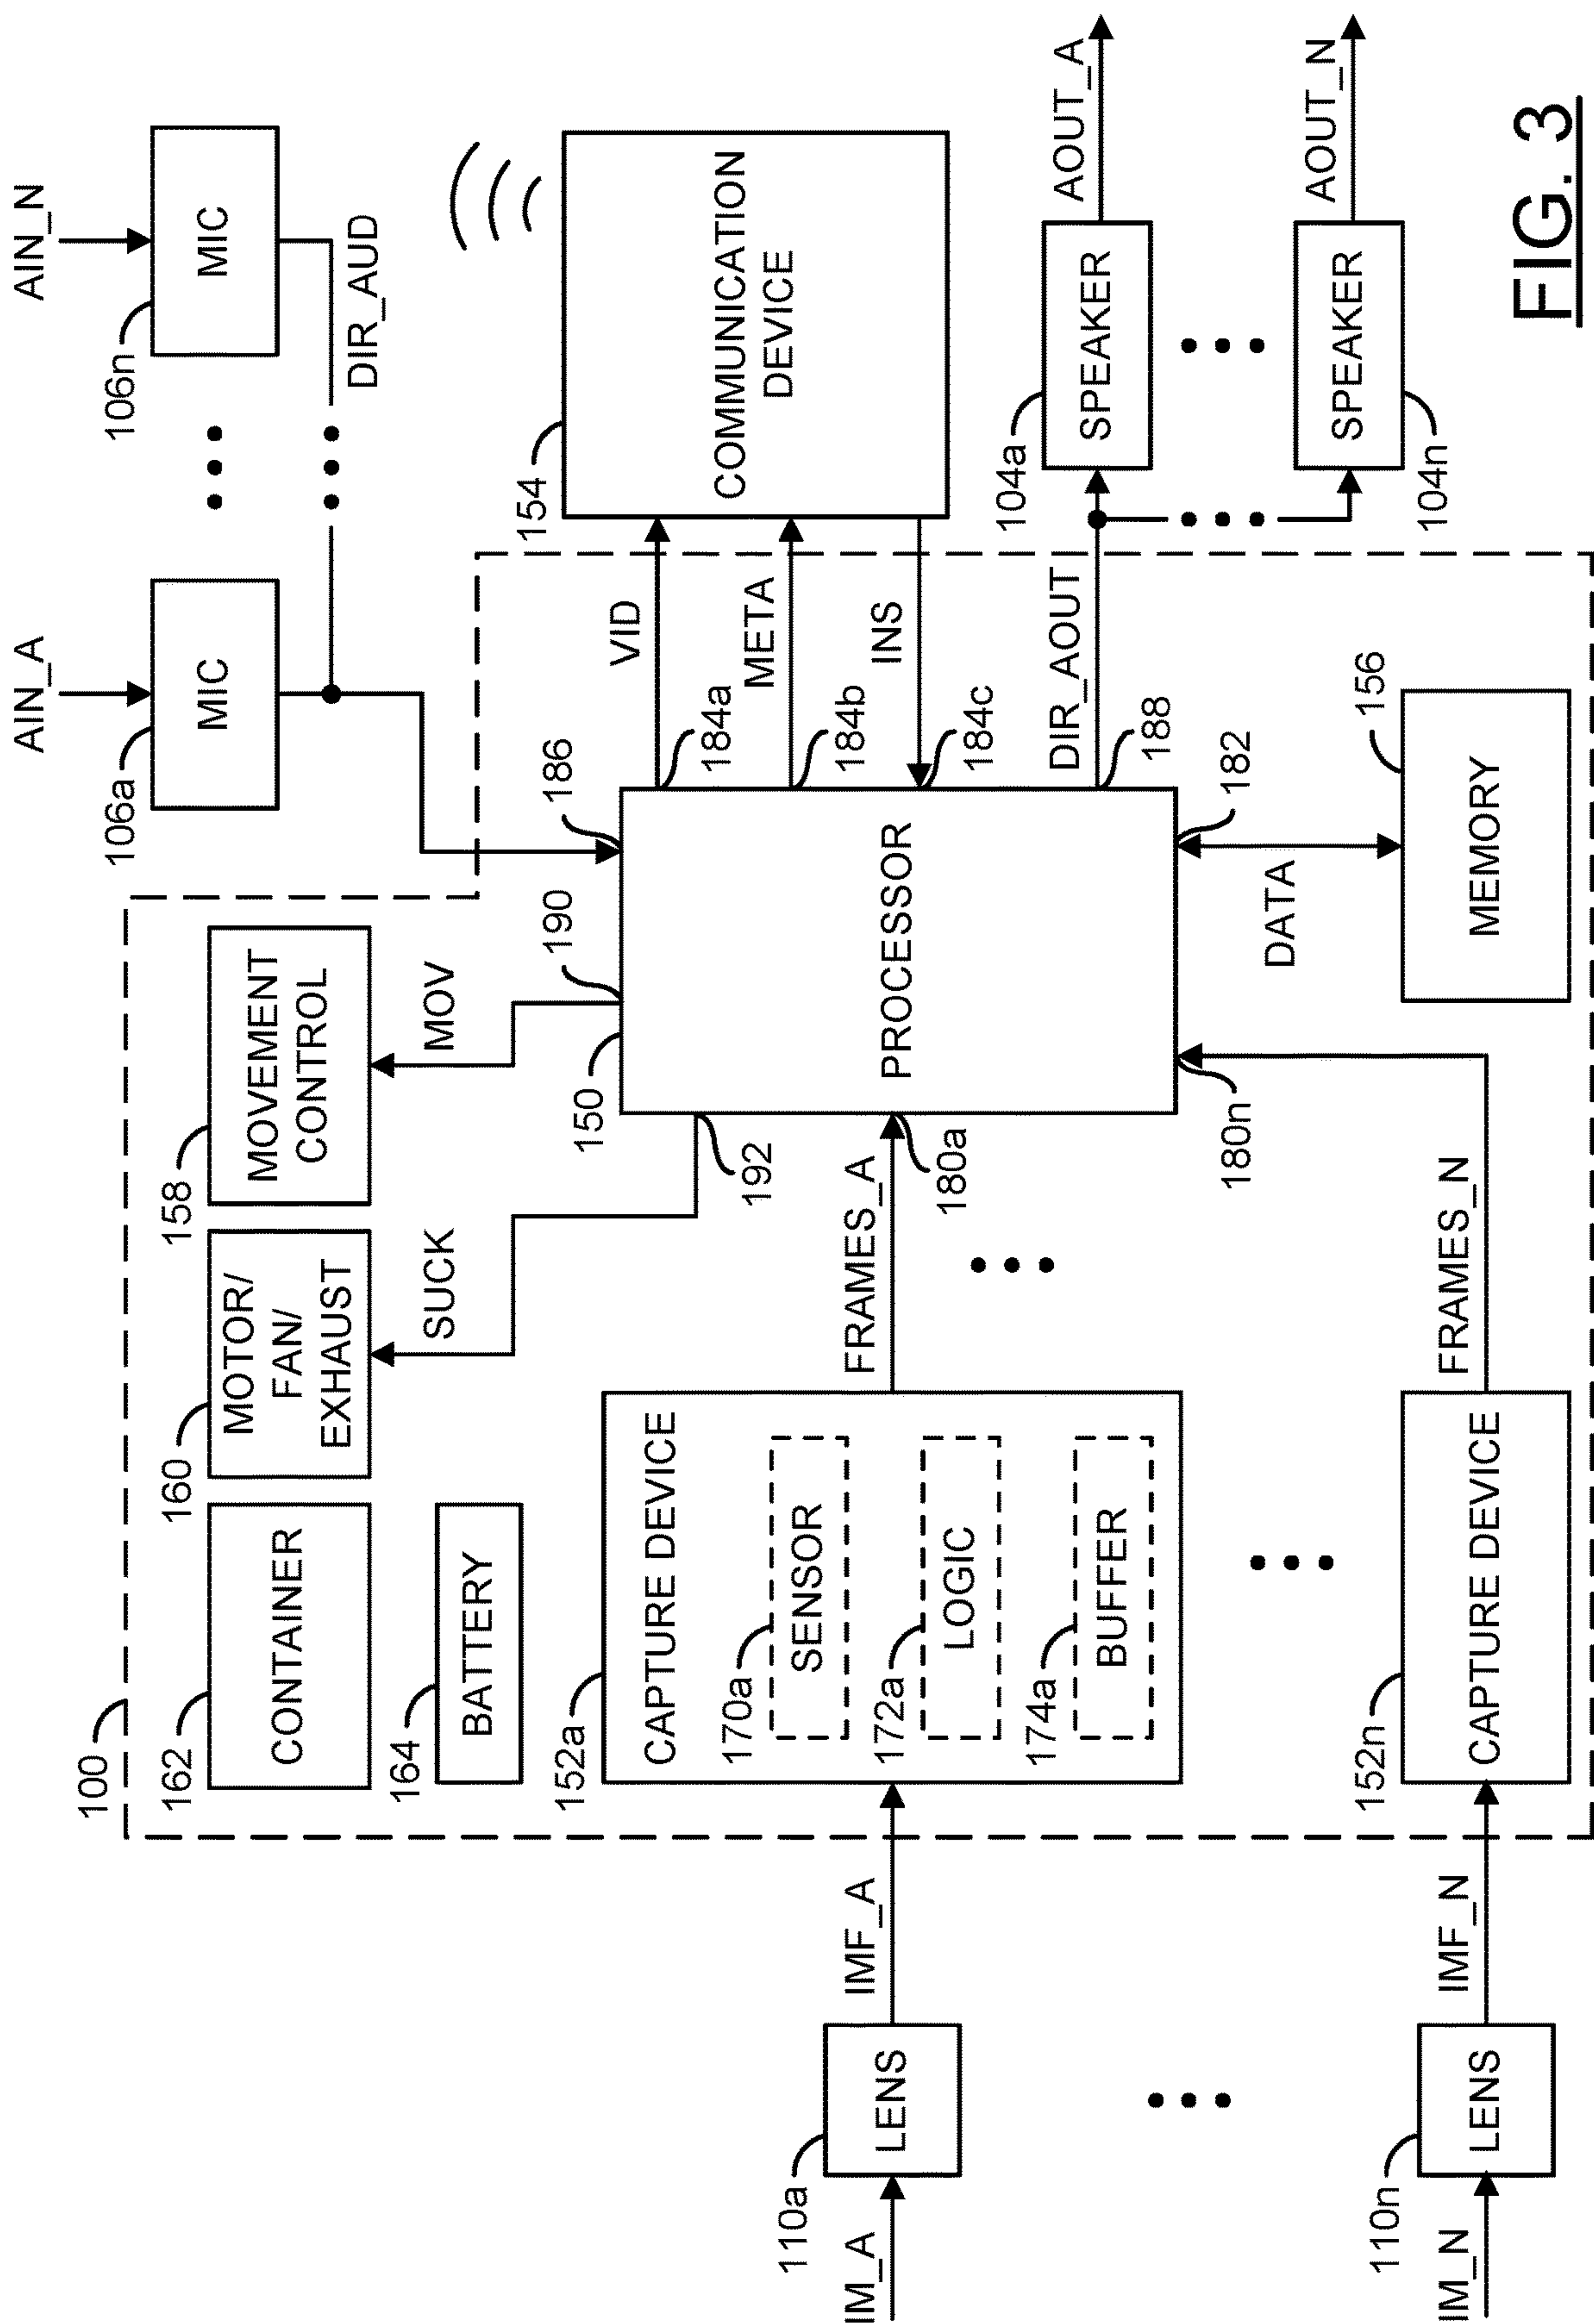 AIN_A
AIN_N
106a
MIC
106n
MIC
DIR_AUD
100
162
CONTAINER
160
MOTOR/
FAN/
EXHAUST
158
MOVEMENT
CONTROL
164
BATTERY
SUCK
MOV
190
186
150
192
PROCESSOR
154
COMMUNICATION
DEVICE
VID
184a
META
184b
INS
184c
DIR_AOUT
188
182
DATA
156
MEMORY
104a
SPEAKER
AOUT_A
104n
SPEAKER
AOUT_N
152a
CAPTURE DEVICE
170a
SENSOR
172a
LOGIC
174a
BUFFER
FRAMES_A
180a
IM_A
110a
LENS
IMF_A
IM_N
110n
LENS
IMF_N
152n
CAPTURE DEVICE
FRAMES_N
180n
FIG. 3